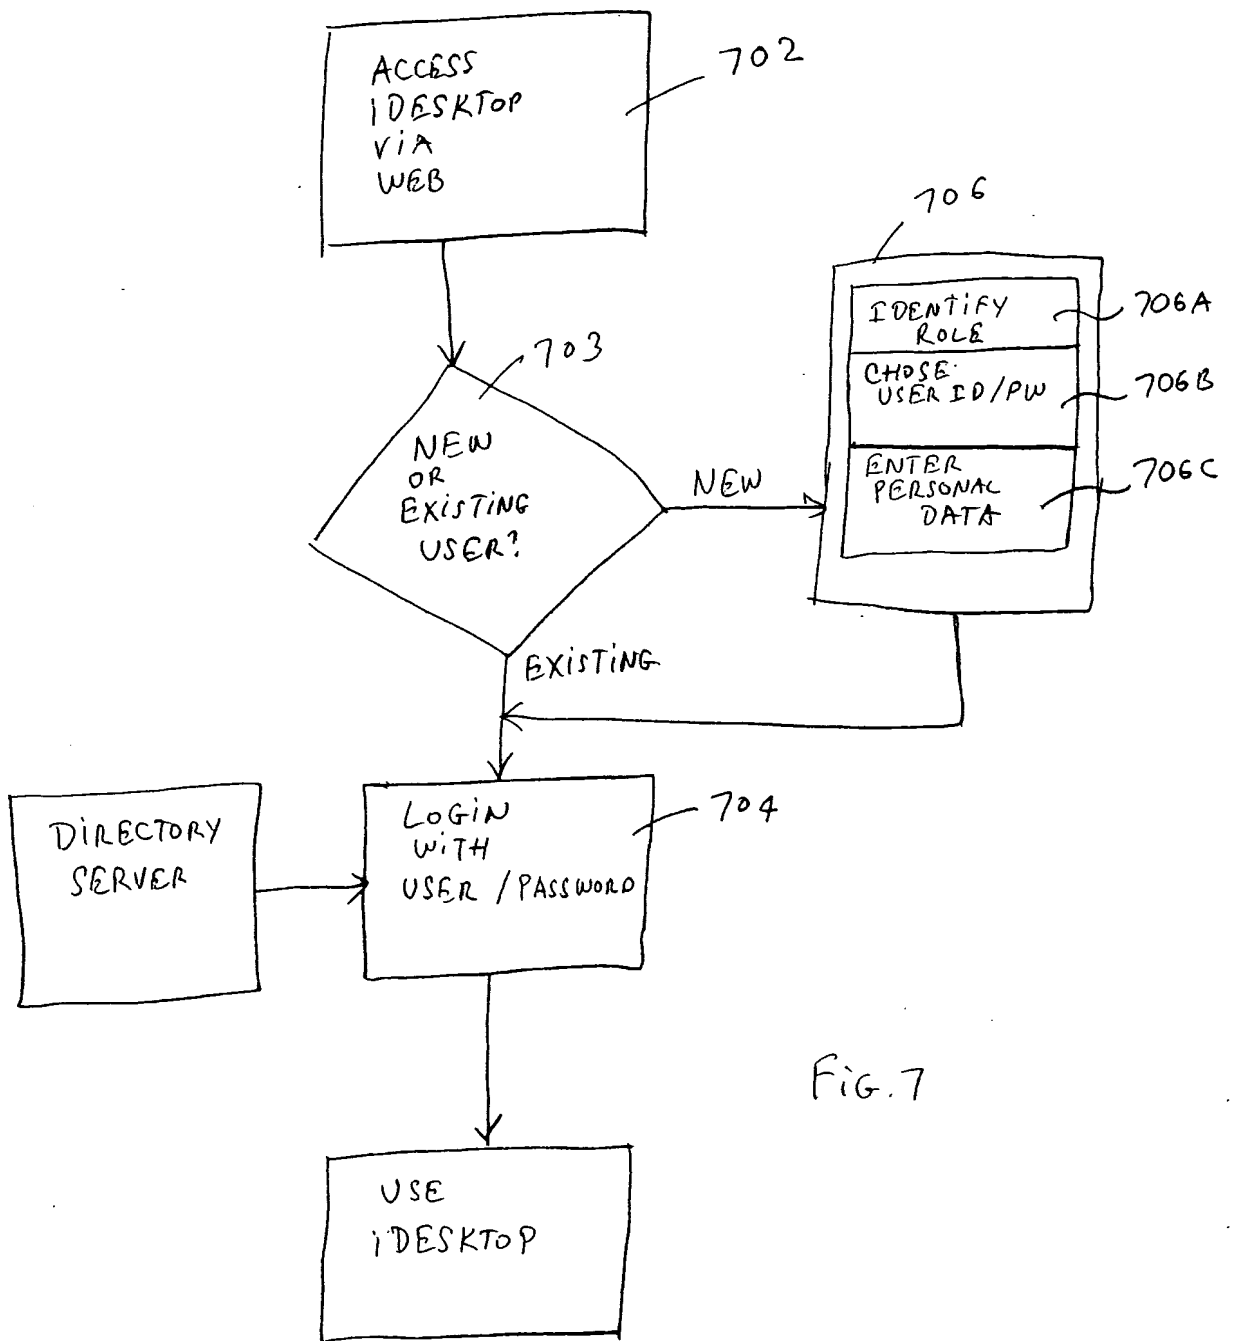 ACCESS
iDESKTOP
ViA
WEB
702
706
IDENTiFY
ROLE
706A
CHOSE
USER ID/PW
706B
ENTER
PERSONAL
DATA
706C
703
NEW
OR
EXiSTiNG
USER?
NEW
EXiSTiNG
DiRECTORY
SERVER
LOGiN
WiTH
USER / PASSWORD
704
FiG. 7
USE
iDESKTOP